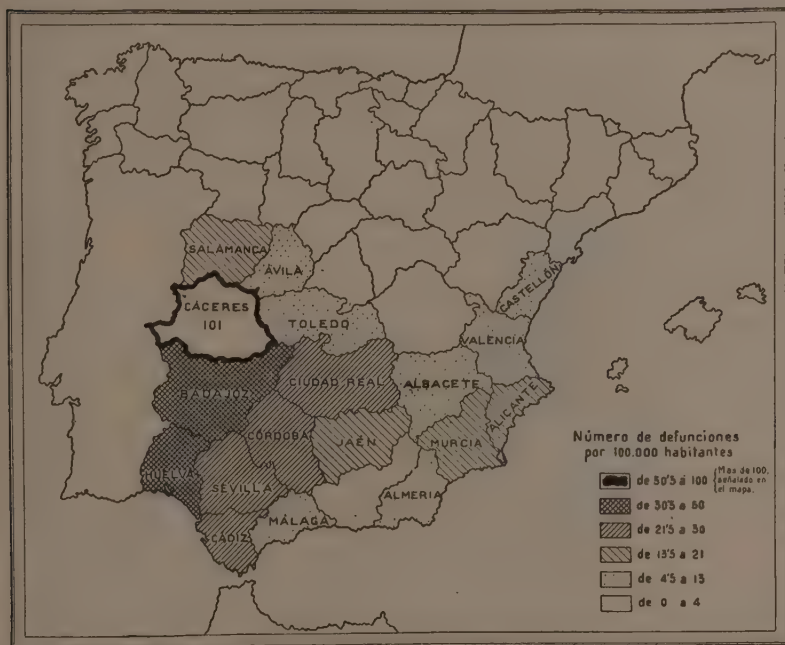 SALAMANCA
ÁVILA
CÁCERES
101
TOLEDO
CASTELLÓN
VALENCIA
BADAJOZ
CIUDAD REAL
ALBACETE
ALICANTE
CÓRDOBA
JAÉN
MURCIA
HUELVA
SEVILLA
ALMERIA
MÁLAGA
CÁDIZ
Número de defunciones
por 100.000 habitantes
de 50'5 a 100 (Mas de 100, señalado en el mapa.
de 30'5 a 50
de 21'5 a 30
de 13'5 a 21
de 4'5 a 13
de 0 a 4